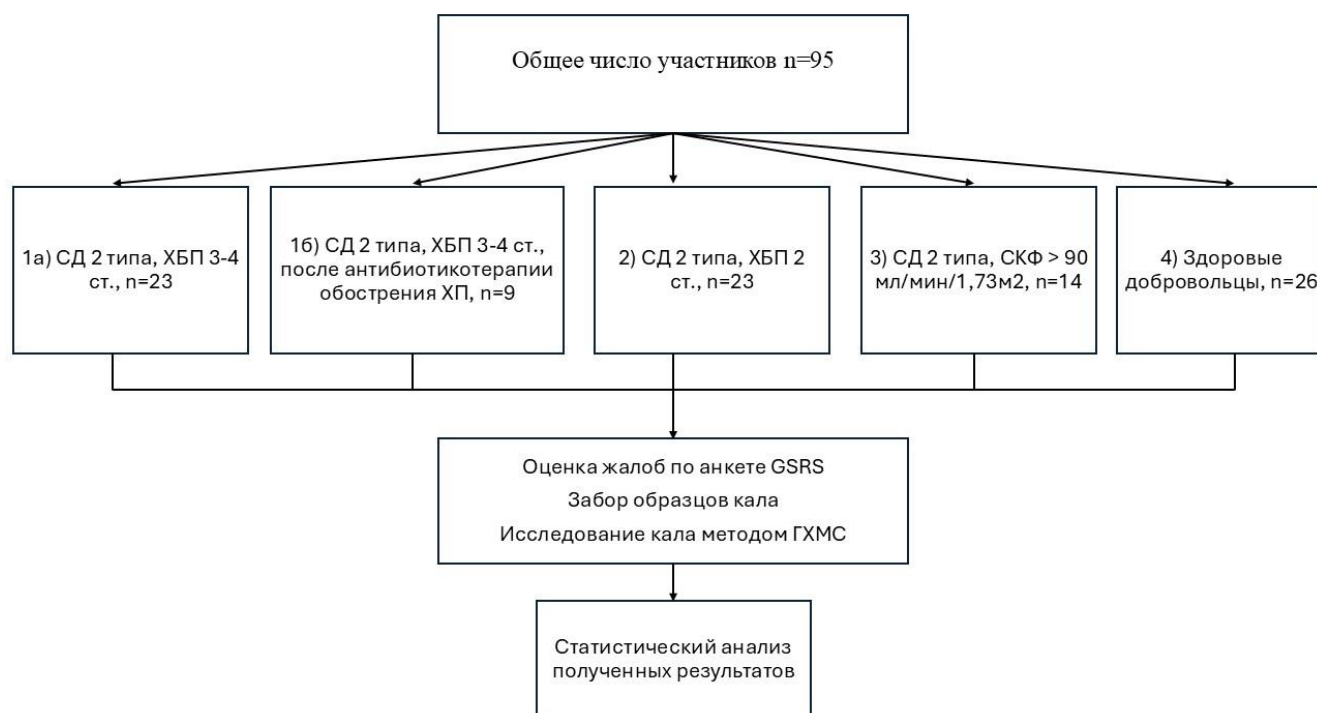 Общее число участников n=95
1а) СД 2 типа, ХБП 3-4
ст., n=23
1б) СД 2 типа, ХБП 3-4 ст.,
после антибиотикотерапии
обострения ХП, n=9
2) СД 2 типа, ХБП 2
ст., n=23
3) СД 2 типа, СКФ > 90
мл/мин/1,73м2, n=14
4) Здоровые
добровольцы, n=26
Оценка жалоб по анкете GSRS
Забор образцов кала
Исследование кала методом ГХМС
Статистический анализ
полученных результатов